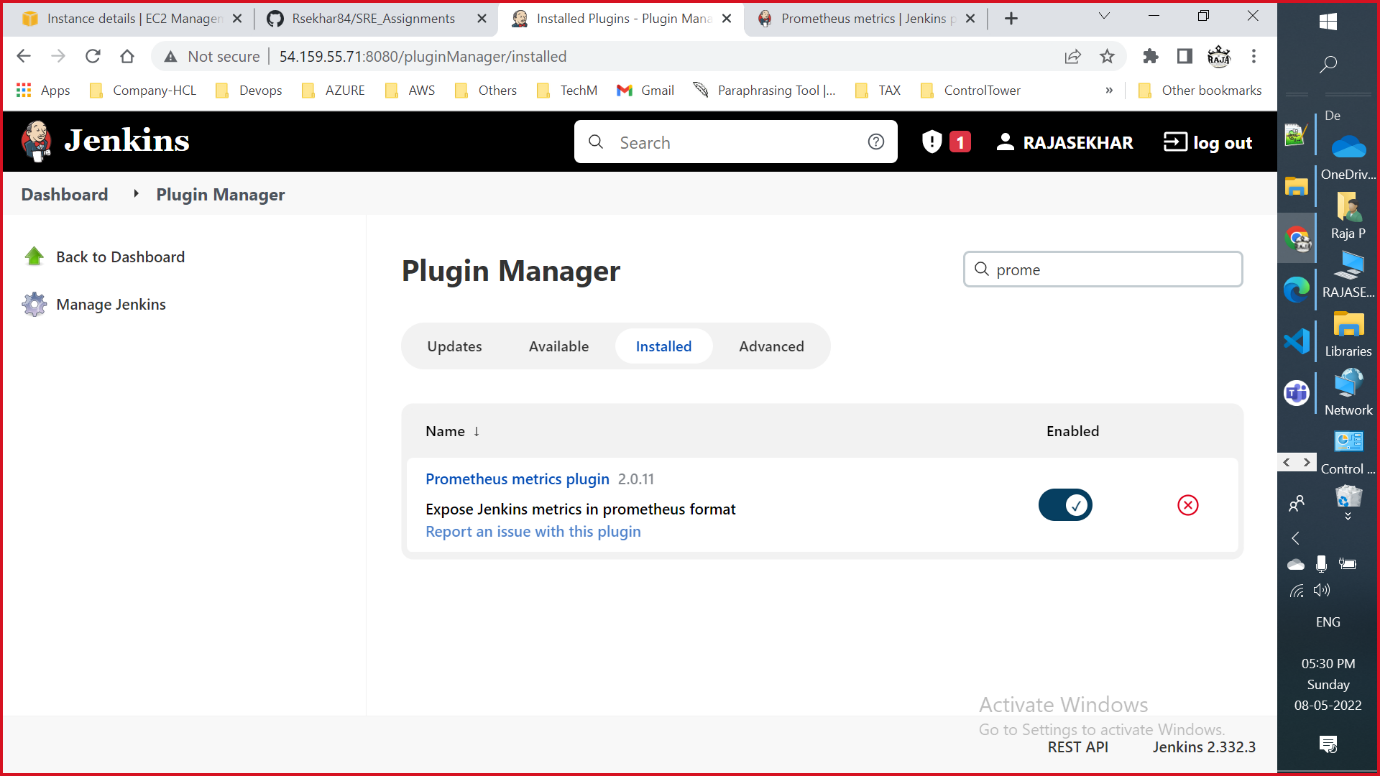 Instance details | EC2 Managem
Rsekhar84/SRE_Assignments
Installed Plugins - Plugin Mana
Prometheus metrics | Jenkins p
Not secure
54.159.55.71:8080/pluginManager/installed
Apps
Company-HCL
Devops
AZURE
AWS
Others
TechM
Gmail
Paraphrasing Tool |...
TAX
ControlTower
»
Other bookmarks
Jenkins
Search
1
RAJASEKHAR
log out
Dashboard
Plugin Manager
Back to Dashboard
Manage Jenkins
Plugin Manager
prome
Updates
Available
Installed
Advanced
Name ↓
Enabled
Prometheus metrics plugin 2.0.11
Expose Jenkins metrics in prometheus format
Report an issue with this plugin
Activate Windows
Go to Settings to activate Windows.
REST API
Jenkins 2.332.3
De
OneDriv...
Raja P
RAJASE...
Libraries
Network
Control ...
ENG
05:30 PM
Sunday
08-05-2022